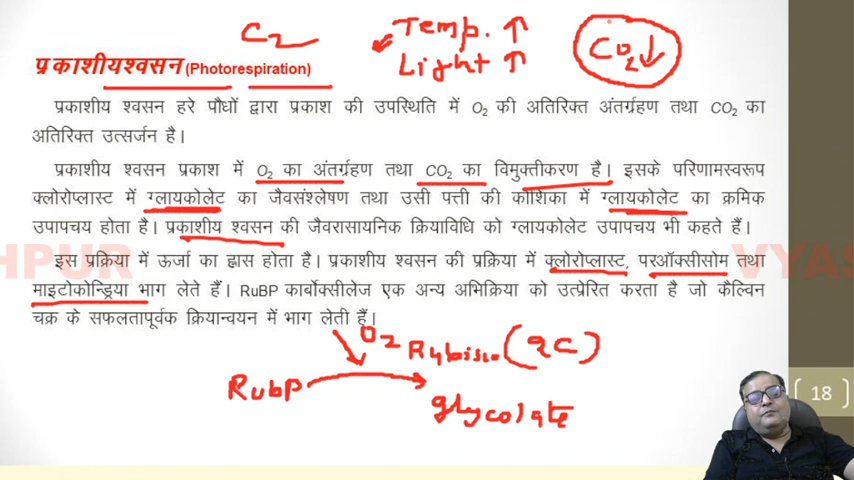 C2 Temp. ↑ CO2↓
Light ↑
प्रकाशीयश्वसन (Photorespiration)
प्रकाशीय श्वसन हरे पौधों द्वारा प्रकाश की उपस्थिति में O2 की अतिरिक्त अंतर्ग्रहण तथा CO2 का
अतिरिक्त उत्सर्जन है।
प्रकाशीय श्वसन प्रकाश में O2 का अंतर्ग्रहण तथा CO2 का विमुक्तीकरण है। इसके परिणामस्वरूप
क्लोरोप्लास्ट में ग्लायकोलेट का जैवसंश्लेषण तथा उसी पत्ती की कोशिका में ग्लायकोलेट का क्रमिक
उपापचय होता है। प्रकाशीय श्वसन की जैवरासायनिक क्रियाविधि को ग्लायकोलेट उपापचय भी कहते हैं।
इस प्रक्रिया में ऊर्जा का ह्रास होता है। प्रकाशीय श्वसन की प्रक्रिया में क्लोरोप्लास्ट, परऑक्सीसोम तथा
HPUR VYAS
माइटोकोन्ड्रिया भाग लेते हैं। RuBP कार्बोक्सीलेज एक अन्य अभिक्रिया को उत्प्रेरित करता है जो कैल्विन
चक्र के सफलतापूर्वक क्रियान्वयन में भाग लेती हैं।
O2 Rubisco (2C)
RuBP
glycolate
18